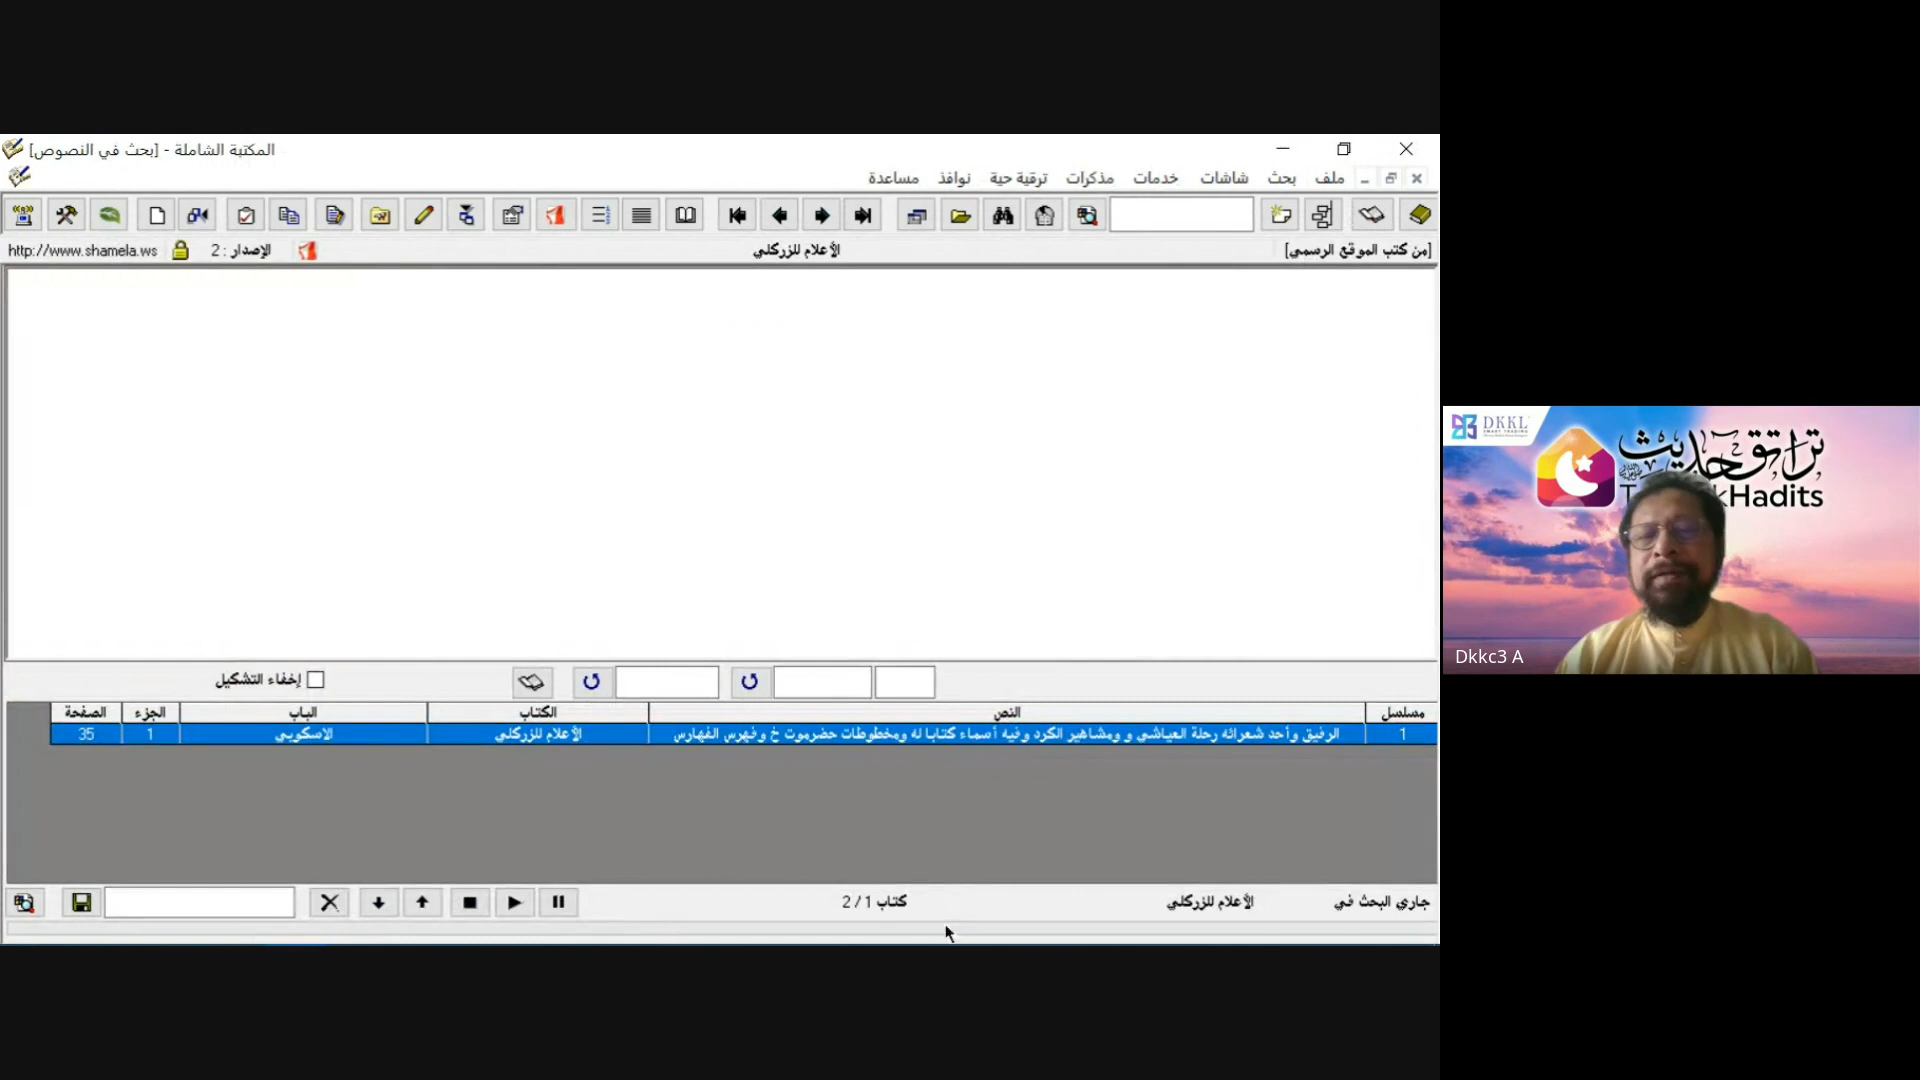 المكتبة الشاملة - [بحث في النصوص]
ملف بحث شاشات خدمات مذكرات ترقية حية نوافذ مساعدة
[من كتب الموقع الرسمي] الأعلام للزركلي الإصدار : 2 http://www.shamela.ws
إخفاء التشكيل
مسلسل النص الكتاب الباب الجزء الصفحة
1 الرفيق وأحد شعرائه رحلة العياشي و ومشاهير الكرد وفيه أسماء كتابا له ومخطوطات حضرموت خ وفهرس الفهارس الأعلام للزركلي الاسكوبي 1 35
جاري البحث في الأعلام للزركلي كتاب 1 / 2
DKKL
تراتق حديث
Hadits
Dkkc3 A